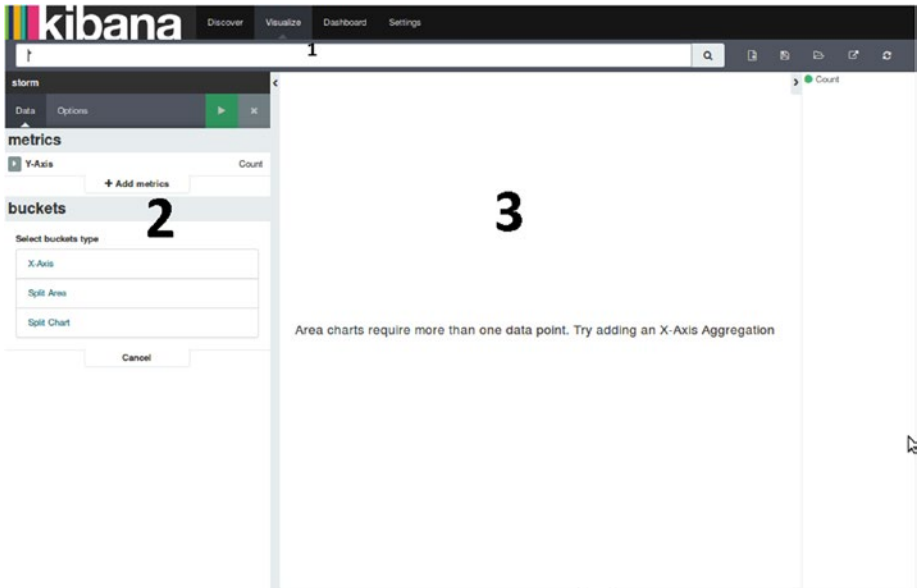 kibana Discover Visualize Dashboard Settings
1
storm
Data Options
metrics
Y-Axis Count
+ Add metrics
buckets
2
Select buckets type
X-Axis
Split Area
Split Chart
Cancel
3
Area charts require more than one data point. Try adding an X-Axis Aggregation
Count